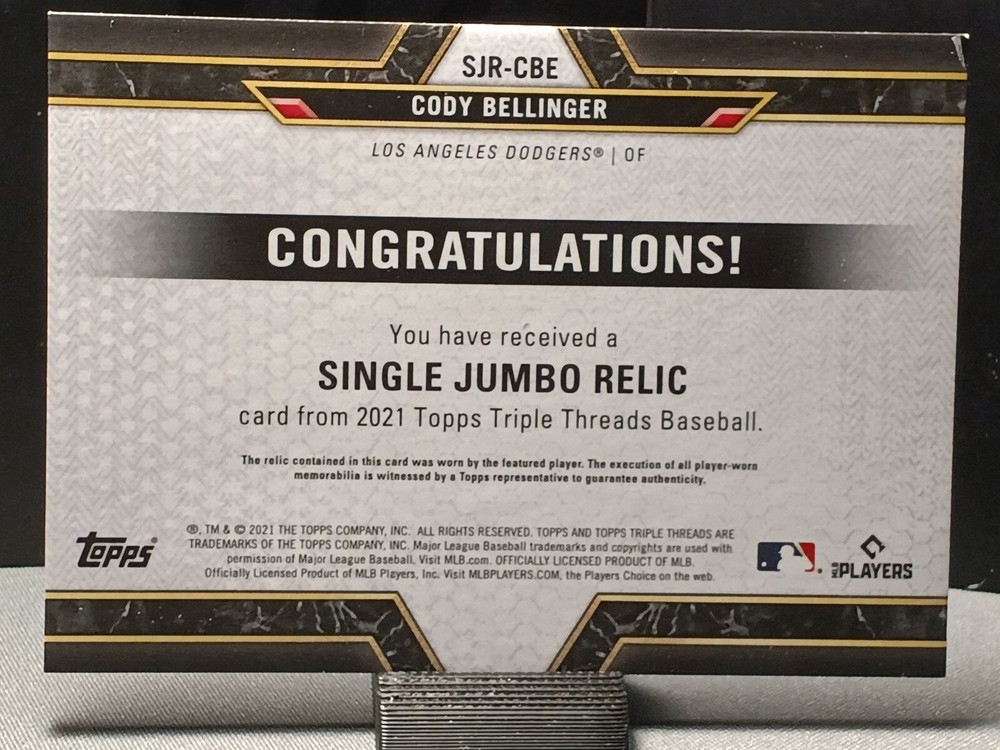 SJR-CBE
CODY BELLINGER
LOS ANGELES DODGERS® | OF
CONGRATULATIONS!
You have received a
SINGLE JUMBO RELIC
card from 2021 Topps Triple Threads Baseball.
The relic contained in this card was worn by the featured player. The execution of all player-worn
memorabilia is witnessed by a Topps representative to guarantee authenticity.
®, TM & © 2021 THE TOPPS COMPANY, INC. ALL RIGHTS RESERVED. TOPPS AND TOPPS TRIPLE THREADS ARE
TRADEMARKS OF THE TOPPS COMPANY, INC. Major League Baseball trademarks and copyrights are used with
permission of Major League Baseball. Visit MLB.com. OFFICIALLY LICENSED PRODUCT OF MLB.
Officially Licensed Product of MLB Players, Inc. Visit MLBPLAYERS.COM, the Players Choice on the web.
topps®
MLB PLAYERS